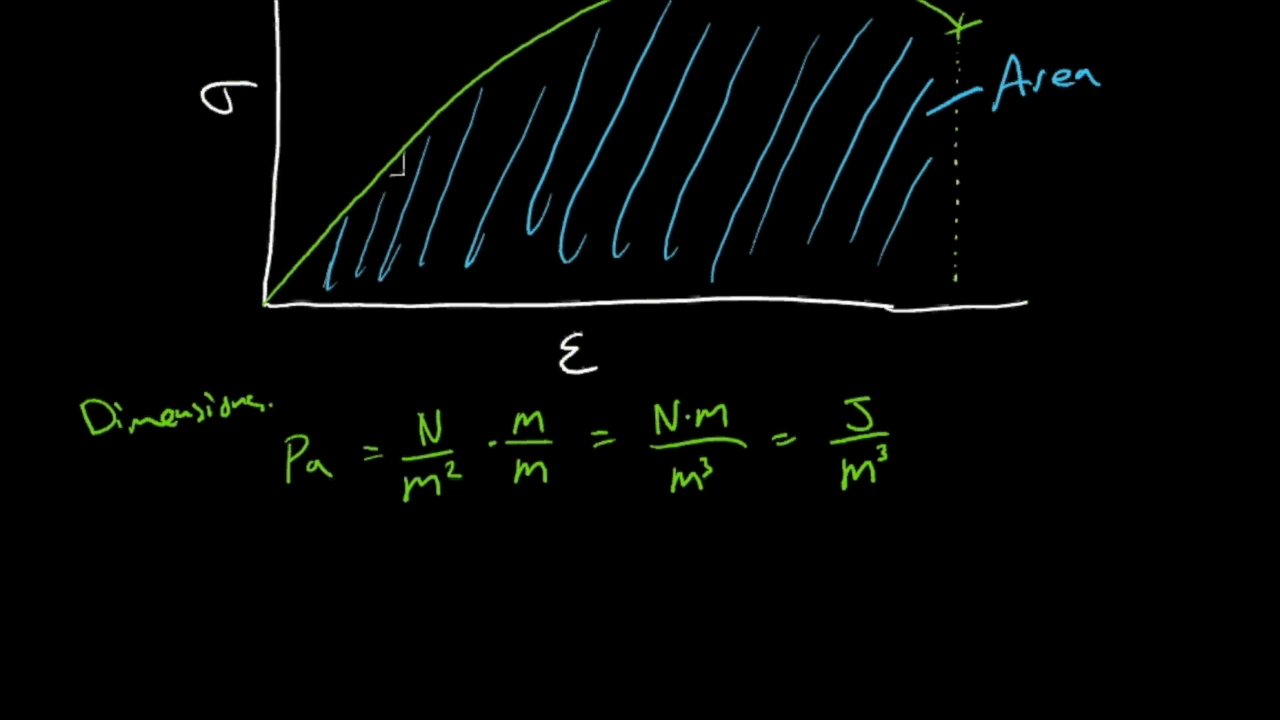 σ
Area
ε
Dimensions.
Pa = N/m² · m/m = N·m/m³ = J/m³